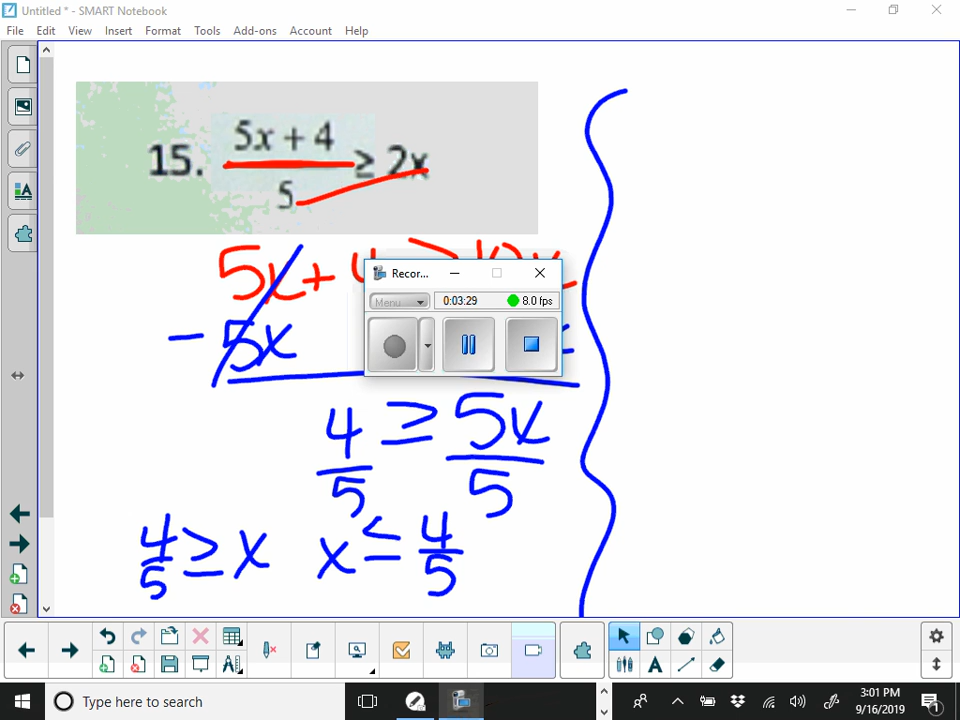 Untitled * - SMART Notebook
File Edit View Insert Format Tools Add-ons Account Help
15. (5x + 4)/5 ≥ 2x
5x + 4
Recor...
Menu 0:03:29 8.0 fps
- 5x
4/5 ≥ 5x/5
4/5 ≥ x x ≤ 4/5
A
Type here to search
3:01 PM
9/16/2019
1